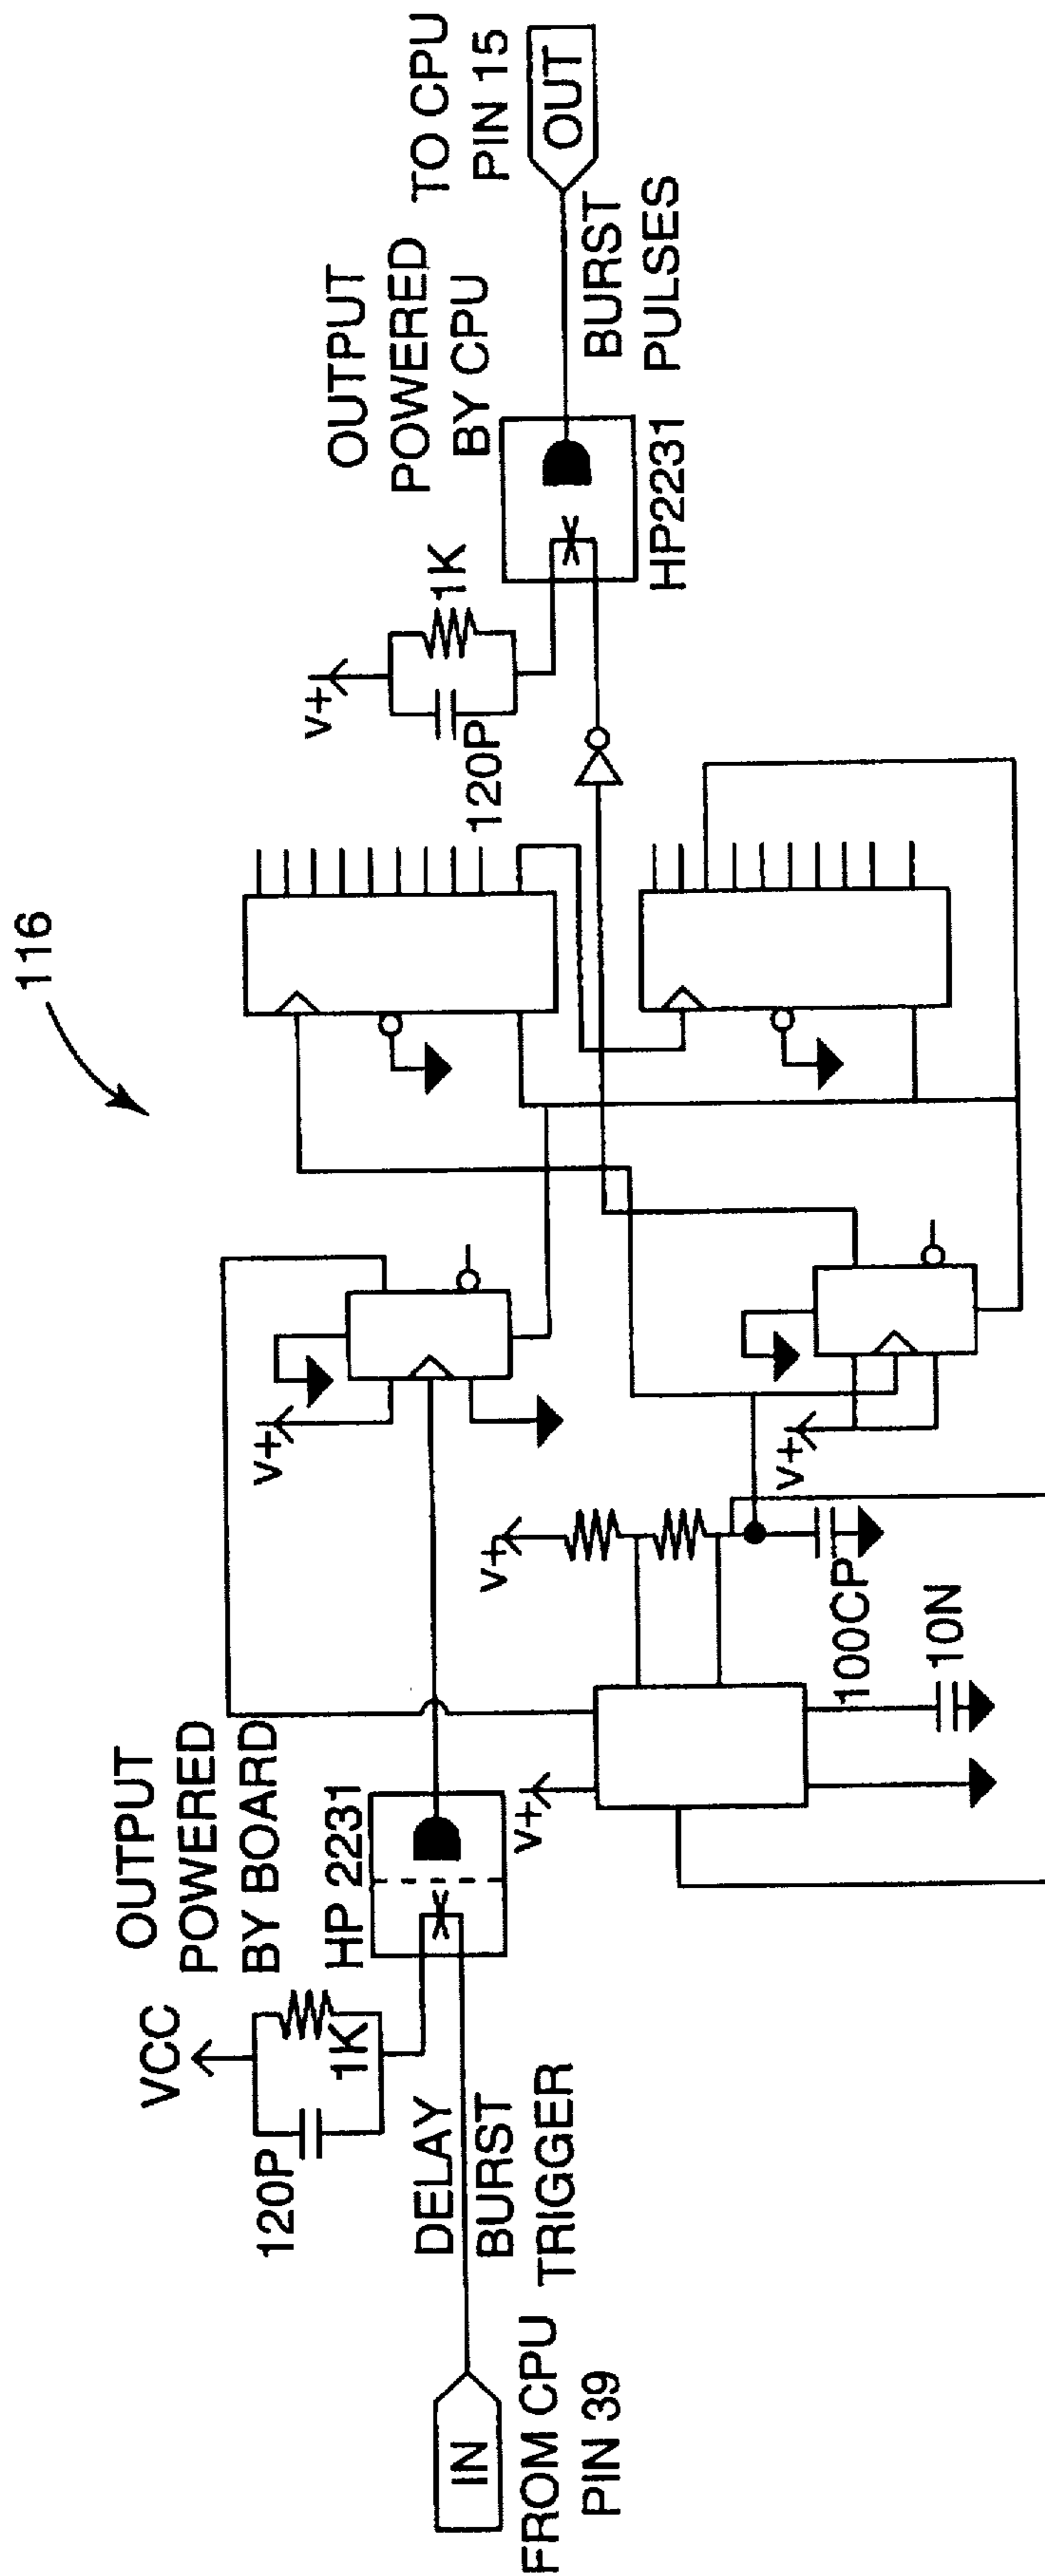 116
VCC
120P
1K
OUTPUT
POWERED
BY BOARD
HP 2231
IN
FROM CPU
PIN 39
DELAY
BURST
TRIGGER
V+
V+
V+
V+
100CP
10N
V+
120P
1K
OUTPUT
POWERED
BY CPU
HP2231
BURST
PULSES
TO CPU
PIN 15
OUT